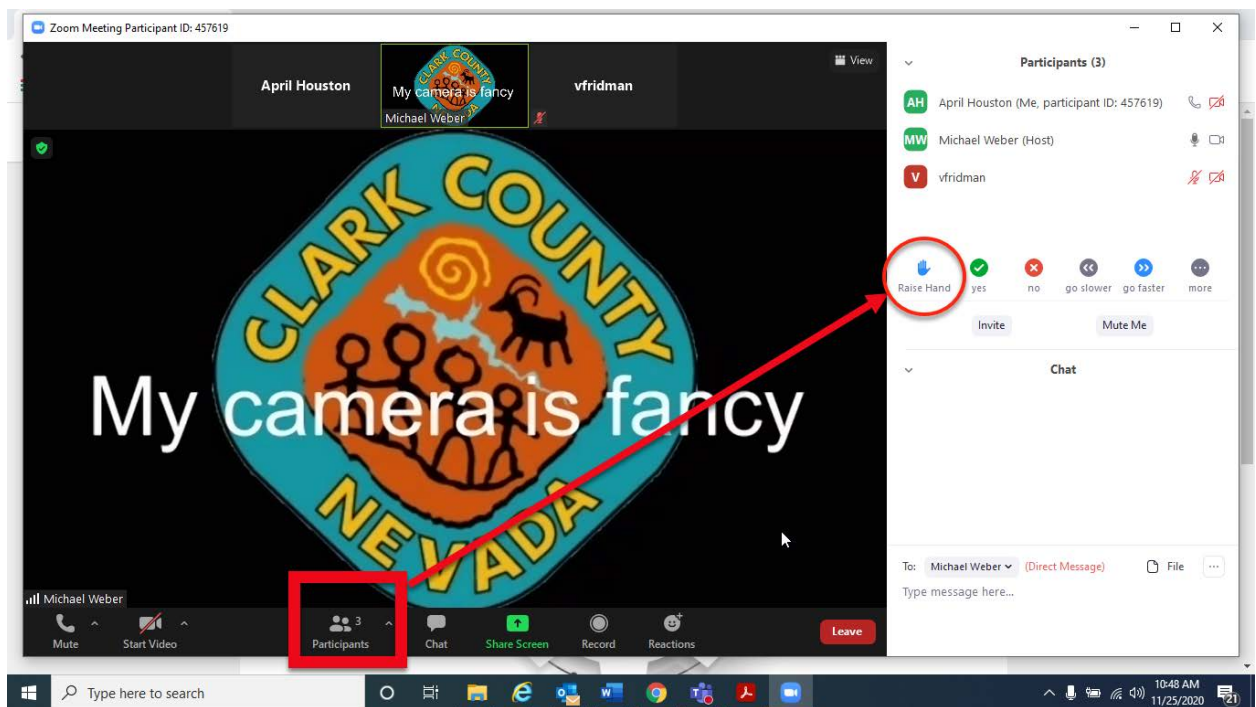 Zoom Meeting Participant ID: 457619
April Houston
My camera is fancy
Michael Weber
vfridman
View
CLARK COUNTY
NEVADA
My camera is fancy
Michael Weber
Mute
Start Video
3
Participants
Chat
Share Screen
Record
Reactions
Leave
Participants (3)
AH April Houston (Me, participant ID: 457619)
MW Michael Weber (Host)
V vfridman
Raise Hand yes no go slower go faster more
Invite Mute Me
Chat
To: Michael Weber (Direct Message) File
Type message here...
Type here to search
10:48 AM
11/25/2020
21